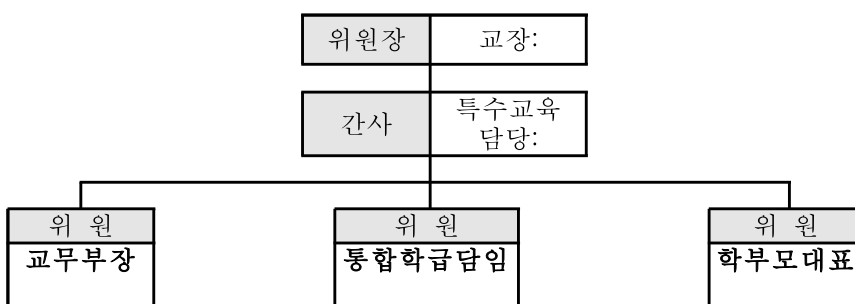 위원장 교장:
간사 특수교육
담당:
위 원 위 원 위 원
교무부장 통합학급담임 학부모대표